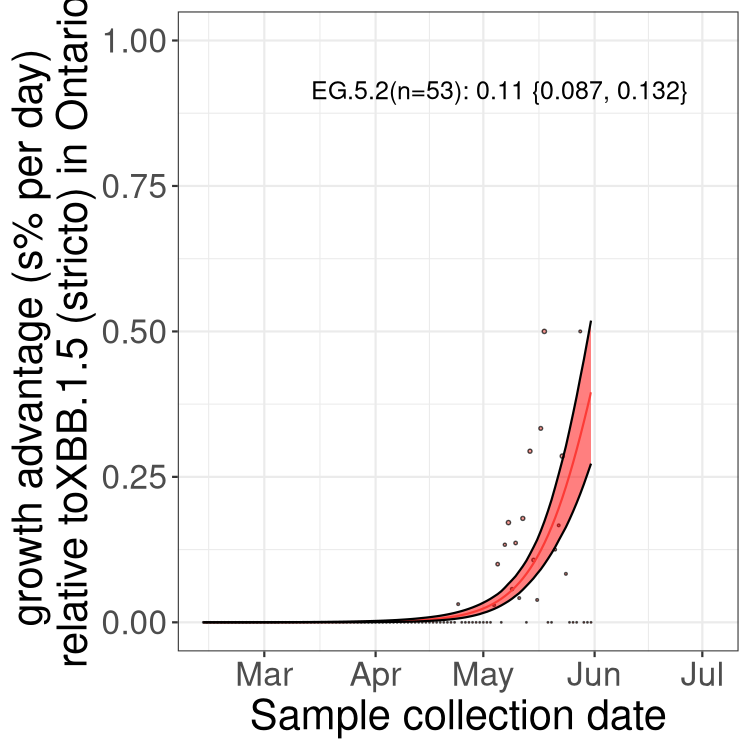 growth advantage (s% per day)
relative toXBB.1.5 (stricto) in Ontario
1.00
0.75
0.50
0.25
0.00
EG.5.2(n=53): 0.11 {0.087, 0.132}
Mar Apr May Jun Jul
Sample collection date